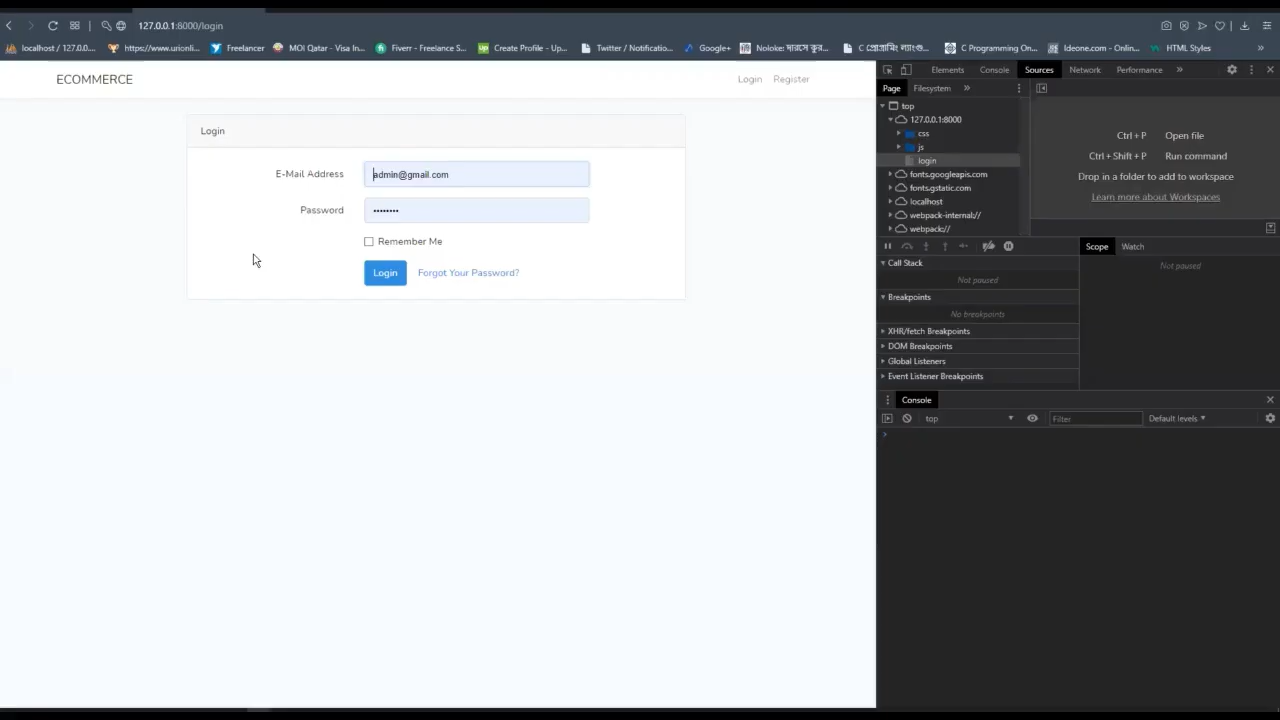 127.0.0.1:8000/login
localhost / 127.0.0.... https://www.urionli... Freelancer MOI Qatar - Visa In... Fiverr - Freelance S... Create Profile - Up... Twitter / Notificatio... Google+ Noloke: দারসে কুর... C প্রোগ্রামিং ল্যাংগু... C Programing On... Ideone.com - Onlin... HTML Styles »
ECOMMERCE Login Register
Login
E-Mail Address admin@gmail.com
Password ••••••••
Remember Me
Login Forgot Your Password?
Elements Console Sources Network Performance »
Page Filesystem »
top
127.0.0.1:8000
css
js
login
fonts.googleapis.com
fonts.gstatic.com
localhost
webpack-internal://
webpack://
Ctrl + P Open file
Ctrl + Shift + P Run command
Drop in a folder to add to workspace
Learn more about Workspaces
Scope Watch
Not paused
Call Stack
Not paused
Breakpoints
No breakpoints
XHR/fetch Breakpoints
DOM Breakpoints
Global Listeners
Event Listener Breakpoints
Console
top Filter Default levels